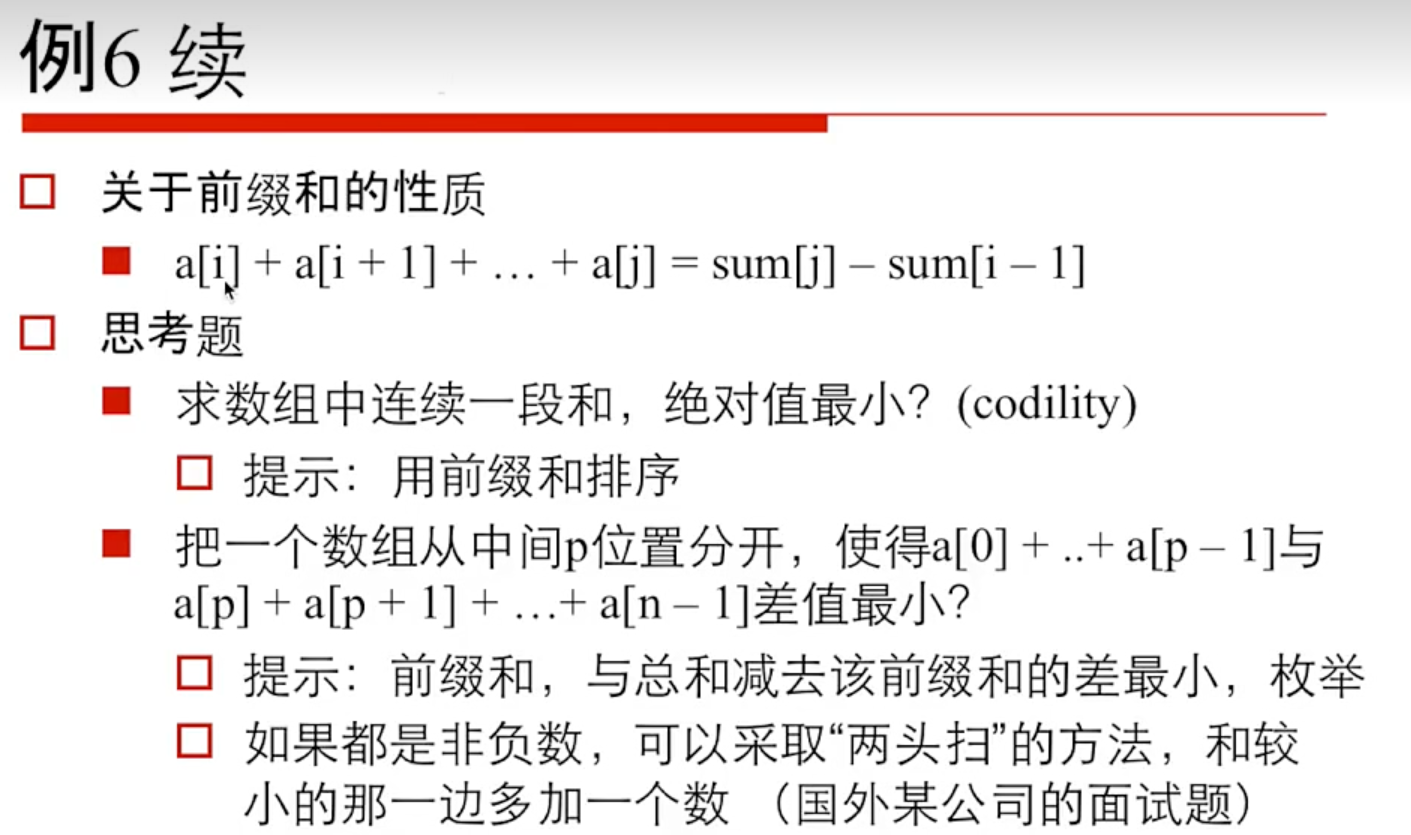 例6 续
关于前缀和的性质
a[i] + a[i + 1] + … + a[j] = sum[j] – sum[i – 1]
思考题
求数组中连续一段和，绝对值最小？(codility)
提示：用前缀和排序
把一个数组从中间p位置分开，使得a[0] + ..+ a[p – 1]与
a[p] + a[p + 1] + …+ a[n – 1]差值最小？
提示：前缀和，与总和减去该前缀和的差最小，枚举
如果都是非负数，可以采取“两头扫”的方法，和较
小的那一边多加一个数 （国外某公司的面试题）